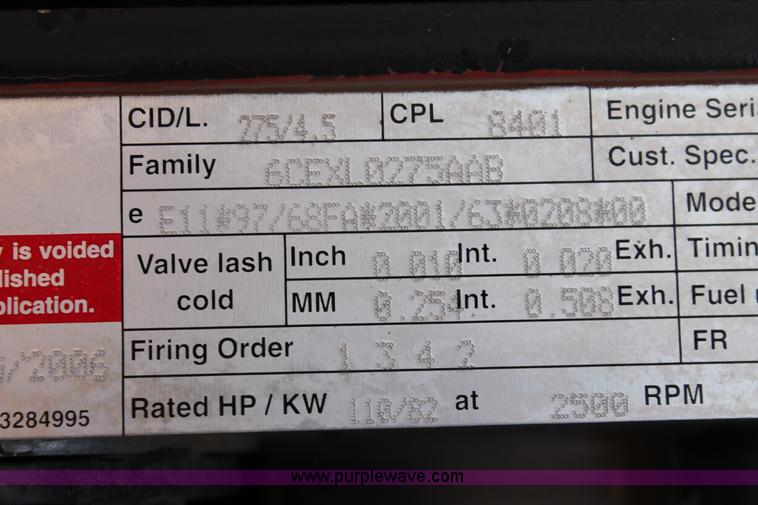 CID/L. 275/4.5 CPL 8401 Engine Seri
Family 6CEXL0275AAB Cust. Spec.
e E11*97/68FA*2001/63*0208*00 Mode
y is voided
lished
plication.
Valve lash cold Inch 0.010 Int. 0.020 Exh. Timin
MM 0.254 Int. 0.508 Exh. Fuel
Firing Order 1 3 4 2 FR
/2006
3284995
Rated HP / KW 110/82 at 2500 RPM
www.purplewave.com